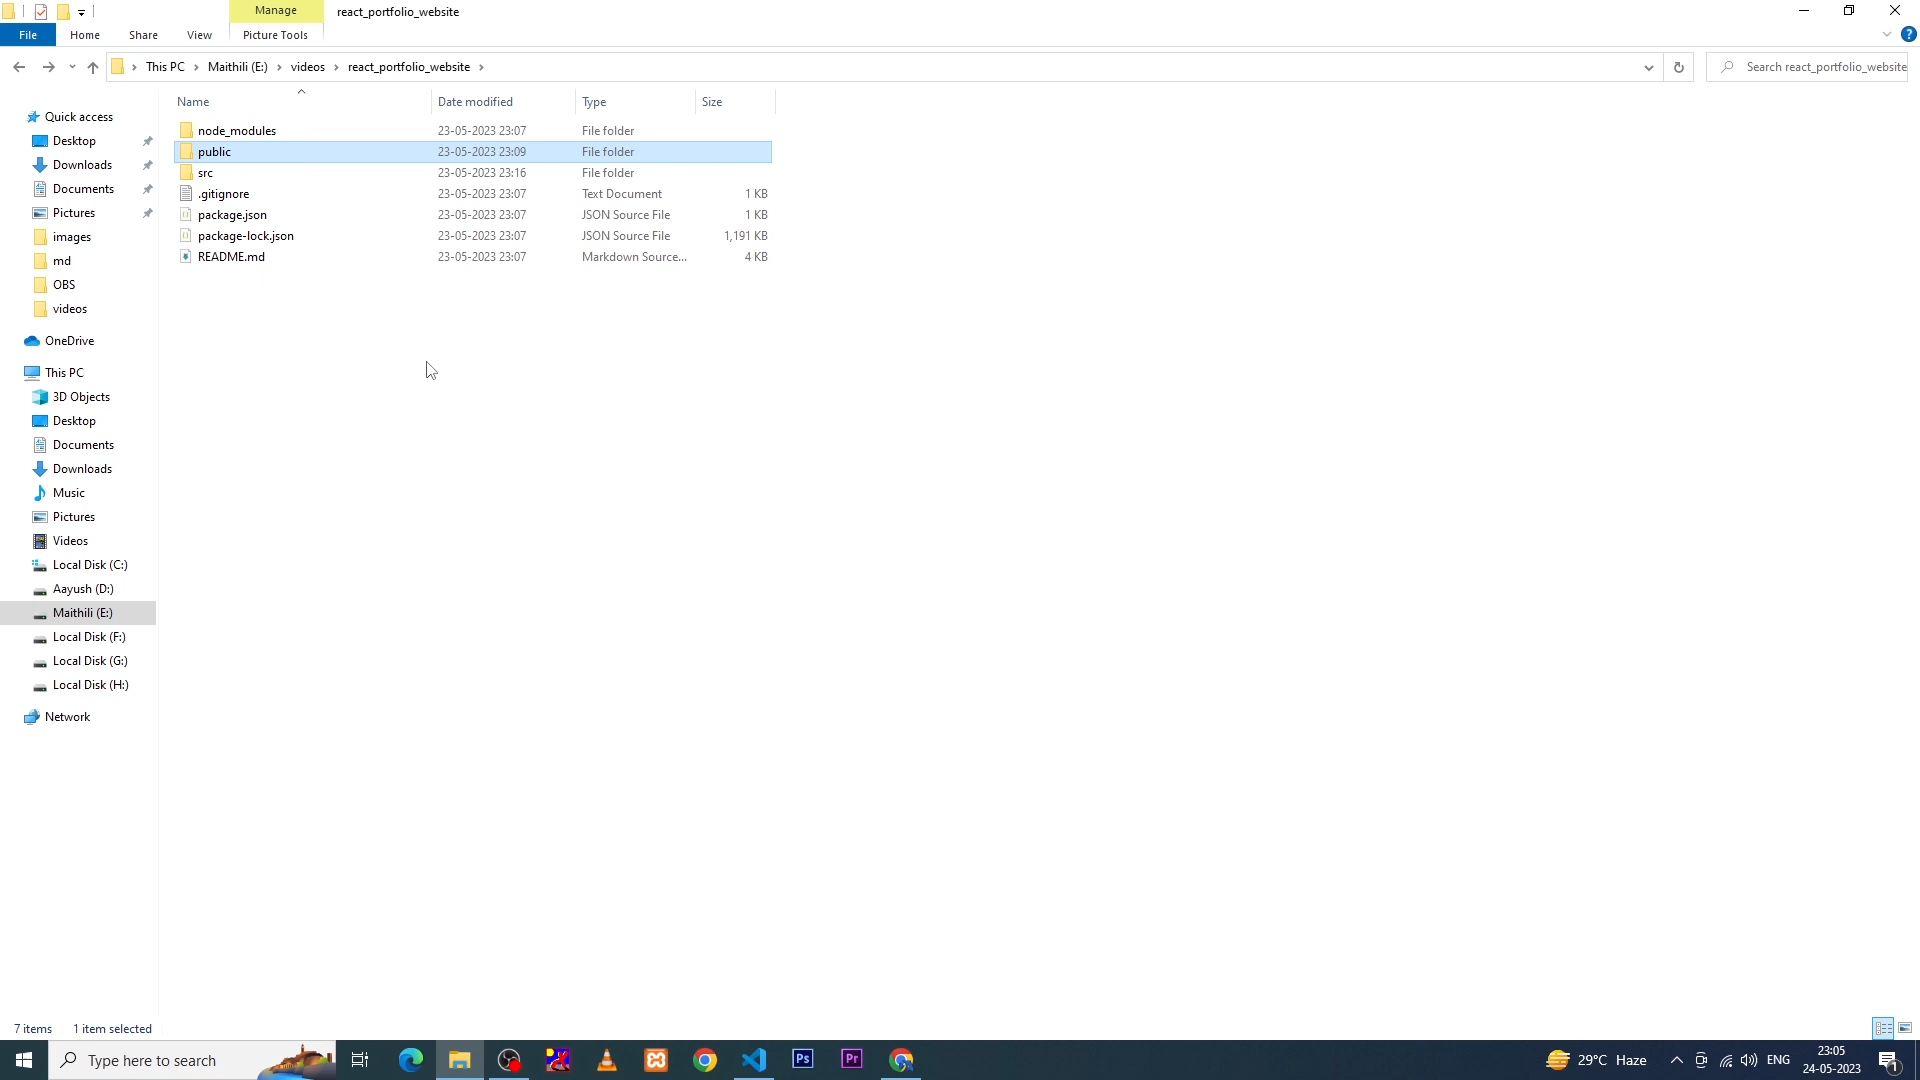 Manage
react_portfolio_website
File
Home
Share
View
Picture Tools
This PC
Maithili (E:)
videos
react_portfolio_website
Search react_portfolio_website
Name
Date modified
Type
Size
node_modules 23-05-2023 23:07 File folder
public 23-05-2023 23:09 File folder
src 23-05-2023 23:16 File folder
.gitignore 23-05-2023 23:07 Text Document 1 KB
package.json 23-05-2023 23:07 JSON Source File 1 KB
package-lock.json 23-05-2023 23:07 JSON Source File 1,191 KB
README.md 23-05-2023 23:07 Markdown Source... 4 KB
Quick access
Desktop
Downloads
Documents
Pictures
images
md
OBS
videos
OneDrive
This PC
3D Objects
Desktop
Documents
Downloads
Music
Pictures
Videos
Local Disk (C:)
Aayush (D:)
Maithili (E:)
Local Disk (F:)
Local Disk (G:)
Local Disk (H:)
Network
7 items 1 item selected
Type here to search
Ps
Pr
29°C Haze
ENG
23:05
24-05-2023
1